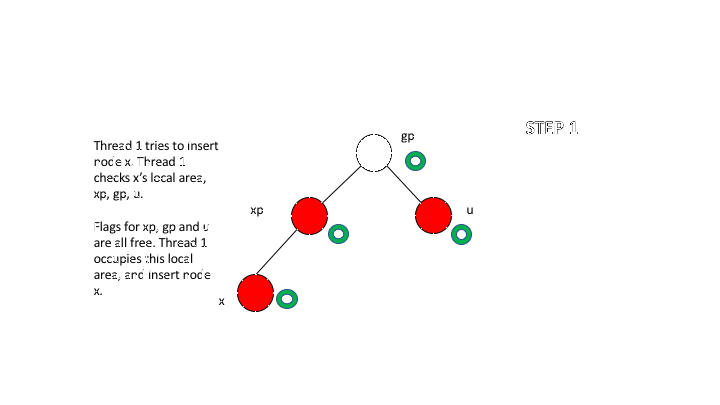 STEP 1
gp
Thread 1 tries to insert
node x. Thread 1
checks x's local area,
xp, gp, u.
xp
u
Flags for xp, gp and u
are all free. Thread 1
occupies this local
area, and insert node
x.
x